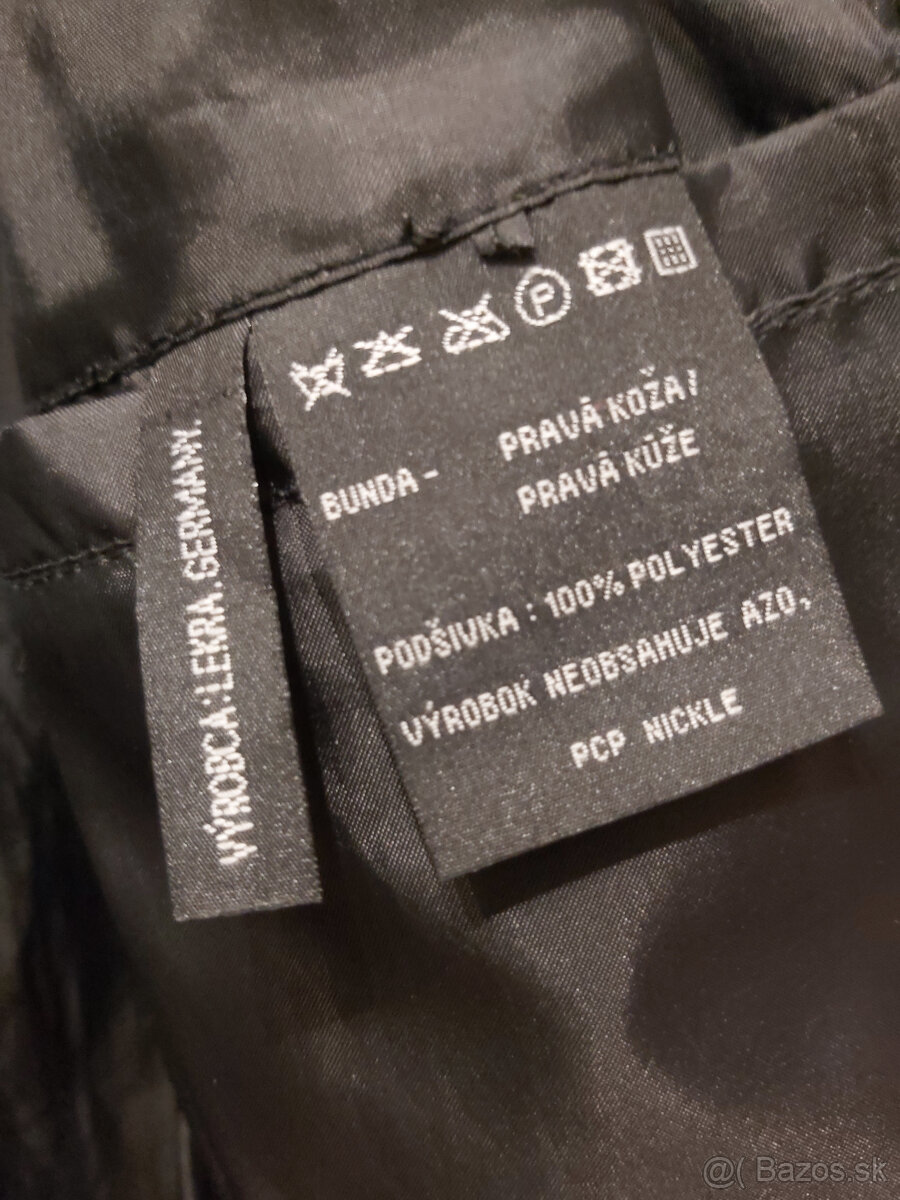 P
BUNDA - PRAVÁ KOŽA/
PRAVÁ KŮŽE
PODŠIVKA : 100% POLYESTER
VÝROBOK NEOBSAHUJE AZO,
PCP NICKLE
VÝROBCA:LEKRA.GERMANY.
@( Bazos.sk